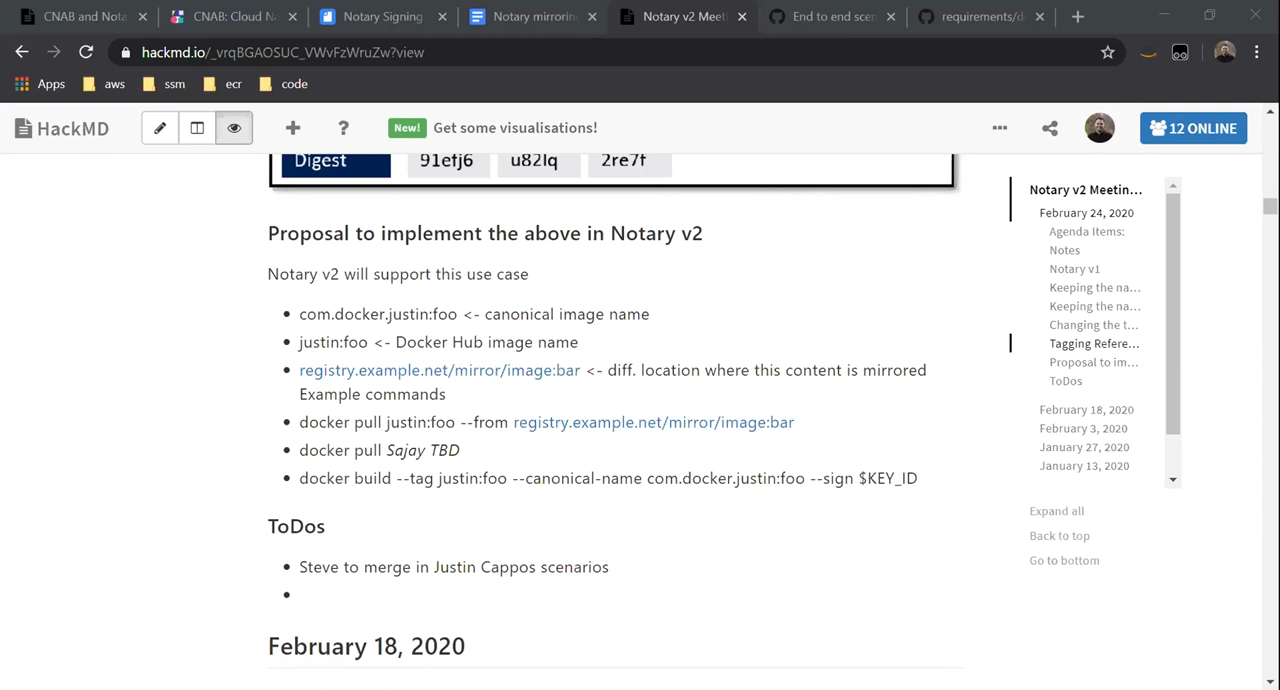 CNAB and Nota
CNAB: Cloud N
Notary Signing
Notary mirrorin
Notary v2 Meet
End to end scen
requirements/d
hackmd.io/_vrqBGAOSUC_VWvFzWruZw?view
Apps aws ssm ecr code
HackMD
New! Get some visualisations!
12 ONLINE
Digest 91efj6 u82lq 2re7f
Proposal to implement the above in Notary v2
Notary v2 will support this use case
com.docker.justin:foo <- canonical image name
justin:foo <- Docker Hub image name
registry.example.net/mirror/image:bar <- diff. location where this content is mirrored
Example commands
docker pull justin:foo --from registry.example.net/mirror/image:bar
docker pull Sajay TBD
docker build --tag justin:foo --canonical-name com.docker.justin:foo --sign $KEY_ID
ToDos
Steve to merge in Justin Cappos scenarios
February 18, 2020
Notary v2 Meetin…
February 24, 2020
Agenda Items:
Notes
Notary v1
Keeping the na…
Keeping the na…
Changing the t…
Tagging Refere…
Proposal to im…
ToDos
February 18, 2020
February 3, 2020
January 27, 2020
January 13, 2020
Expand all
Back to top
Go to bottom